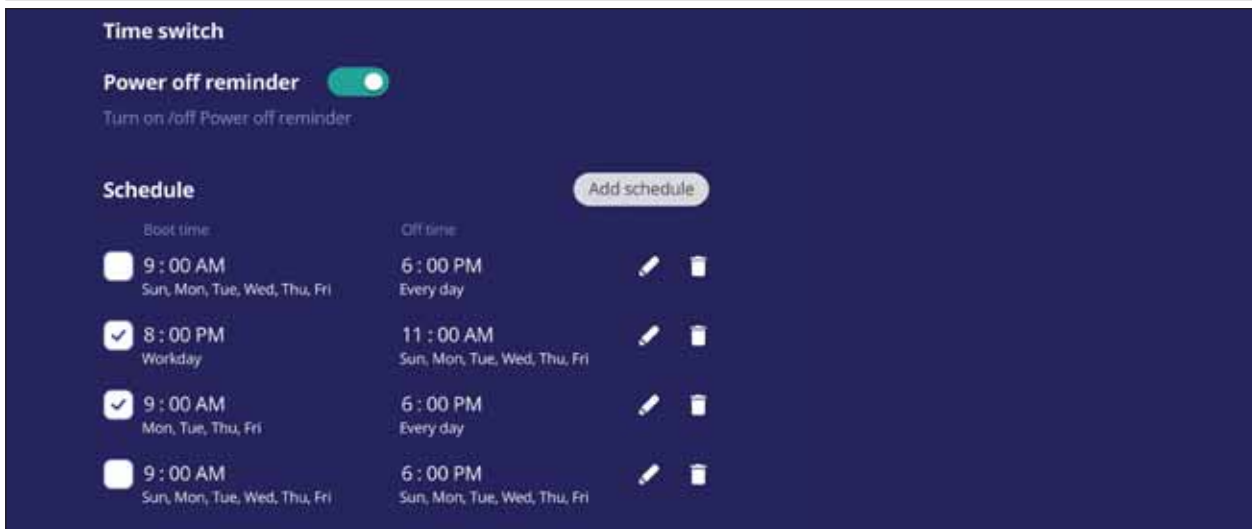 Time switch
Power off reminder
Turn on /off Power off reminder
Schedule Add schedule
Boot time Off time
9 : 00 AM 6 : 00 PM
Sun, Mon, Tue, Wed, Thu, Fri Every day
8 : 00 PM 11 : 00 AM
Workday Sun, Mon, Tue, Wed, Thu, Fri
9 : 00 AM 6 : 00 PM
Mon, Tue, Thu, Fri Every day
9 : 00 AM 6 : 00 PM
Sun, Mon, Tue, Wed, Thu, Fri Sun, Mon, Tue, Wed, Thu, Fri